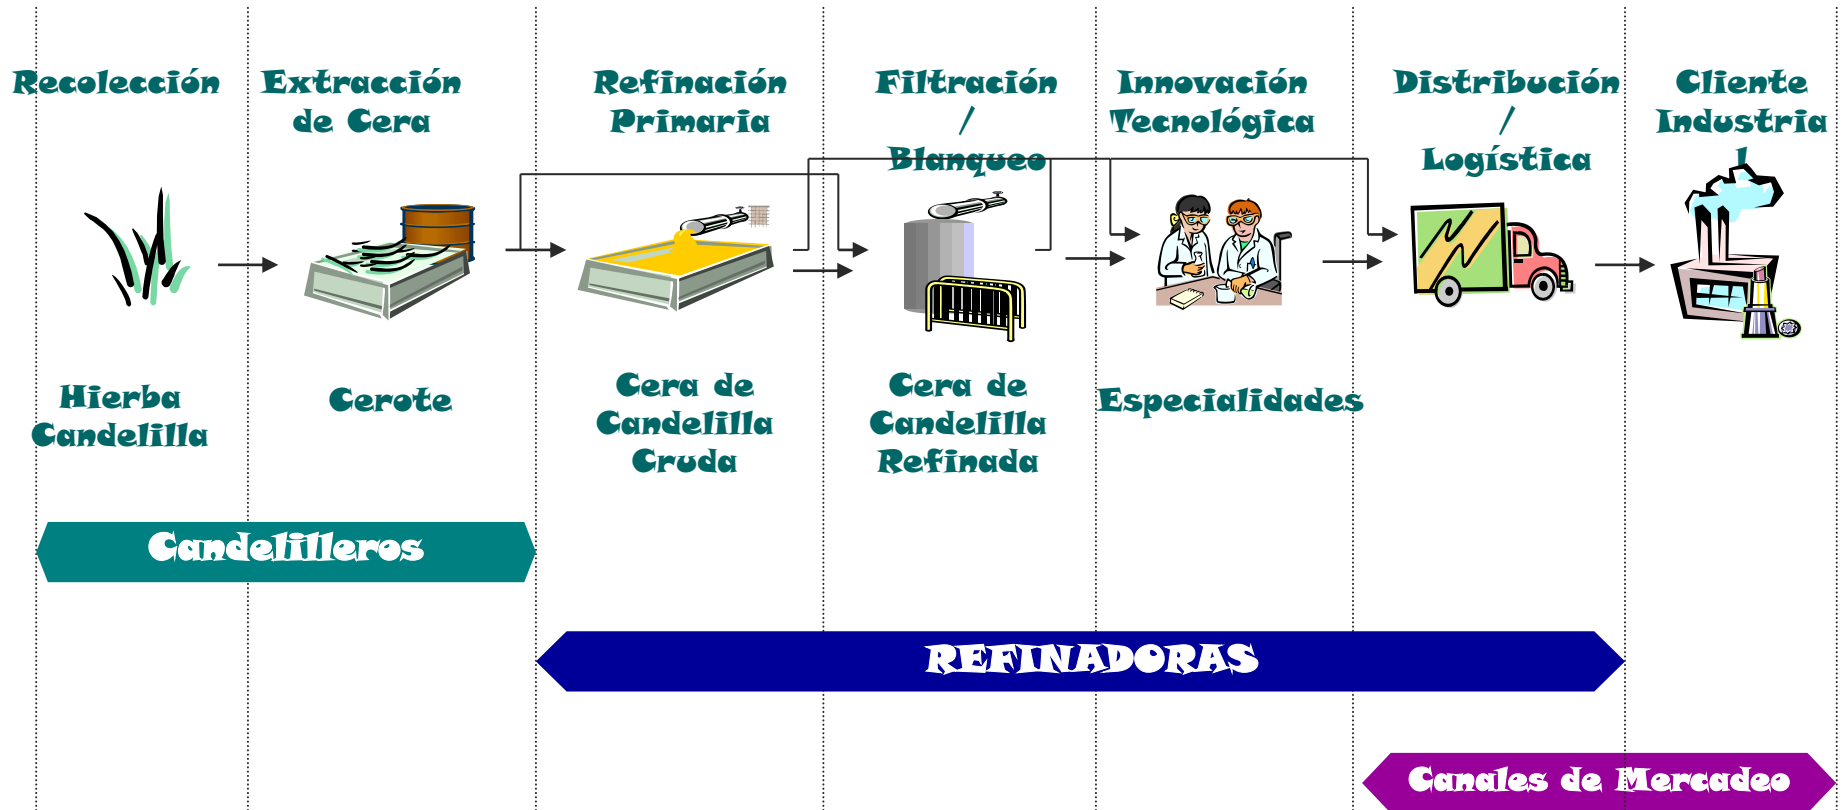 Recolección
Extracción
de Cera
Refinación
Primaria
Filtración
/
Blanqueo
Innovación
Tecnológica
Distribución
/
Logística
Cliente
Industria
l
Hierba
Candelilla
Cerote
Cera de
Candelilla
Cruda
Cera de
Candelilla
Refinada
Especialidades
Candelilleros
REFINADORAS
Canales de Mercadeo